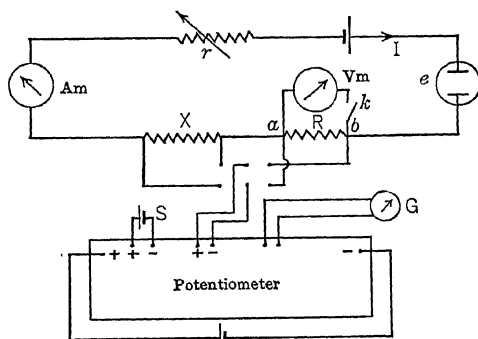 r
I
e
Am
Vm
k
X
a
R
b
S
G
+ + − + − −
Potentiometer